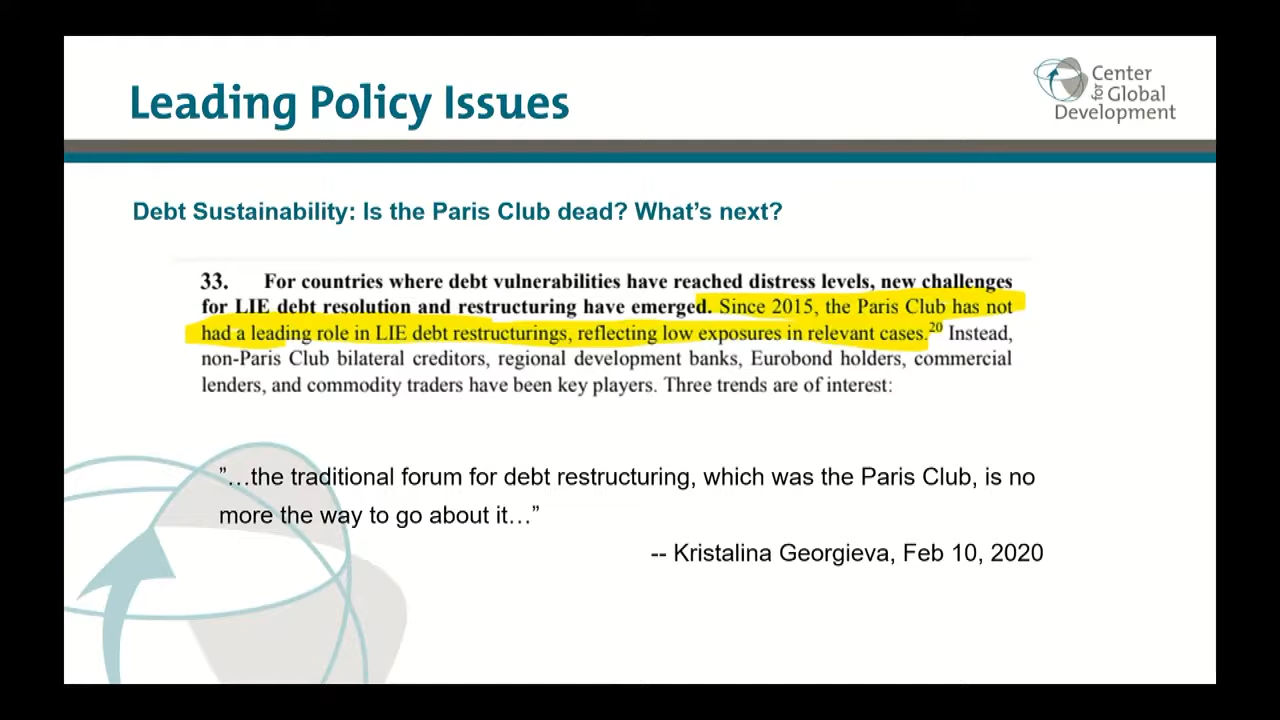 Leading Policy Issues
Center
for Global
Development
Debt Sustainability: Is the Paris Club dead? What’s next?
33. For countries where debt vulnerabilities have reached distress levels, new challenges
for LIE debt resolution and restructuring have emerged. Since 2015, the Paris Club has not
had a leading role in LIE debt restructurings, reflecting low exposures in relevant cases.20 Instead,
non-Paris Club bilateral creditors, regional development banks, Eurobond holders, commercial
lenders, and commodity traders have been key players. Three trends are of interest:
”…the traditional forum for debt restructuring, which was the Paris Club, is no
more the way to go about it…”
-- Kristalina Georgieva, Feb 10, 2020